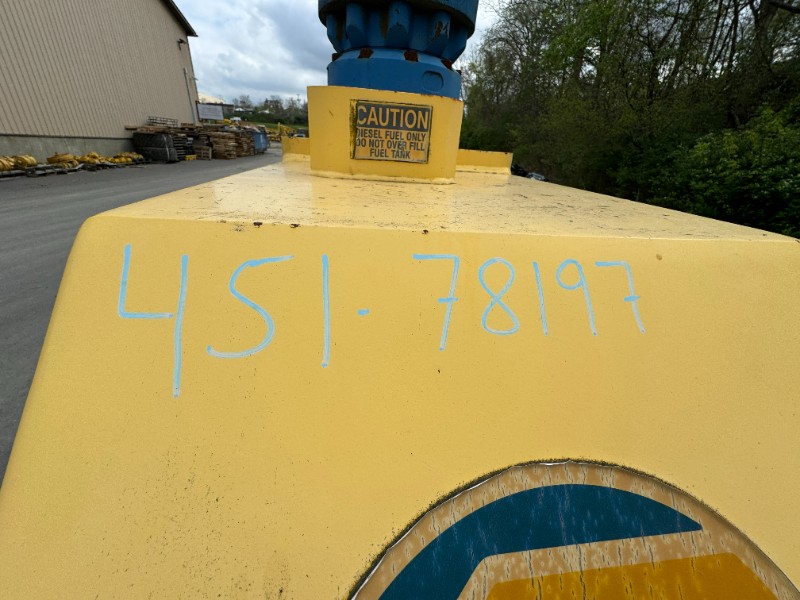 CAUTION
DIESEL FUEL ONLY
DO NOT OVER FILL
FUEL TANK
451-78197